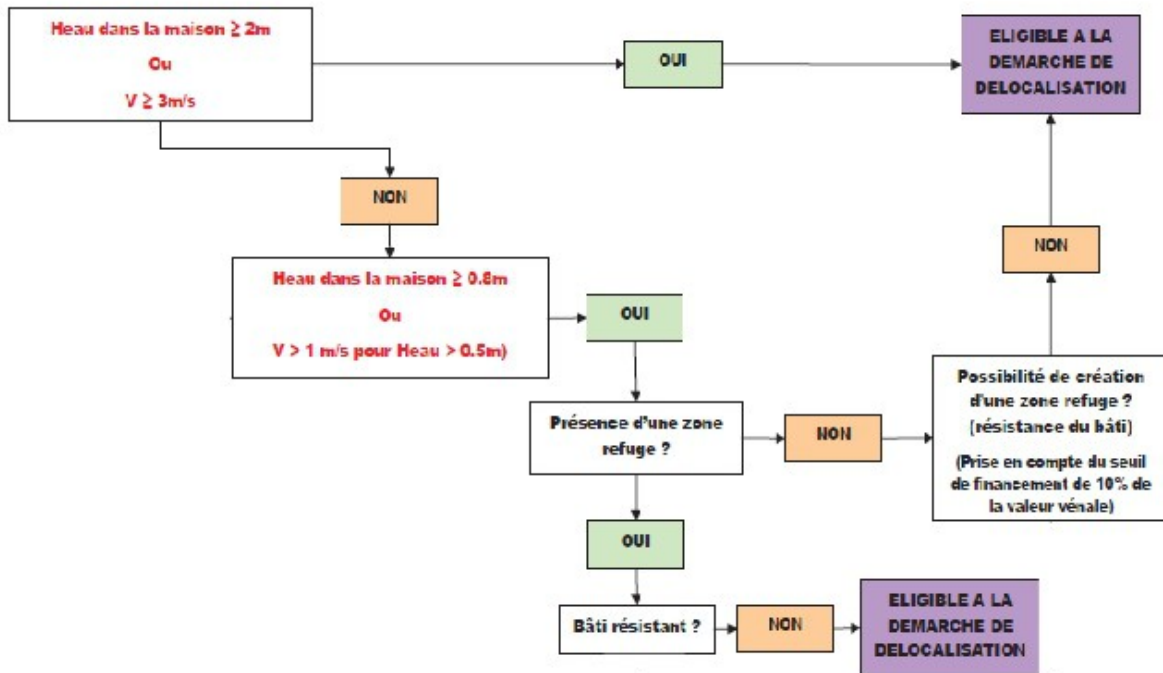 Heau dans la maison ≥ 2m
Ou
V ≥ 3m/s
OUI
ELIGIBLE A LA
DEMARCHE DE
DELOCALISATION
NON
Heau dans la maison ≥ 0.8m
Ou
V > 1 m/s pour Heau > 0.5m)
OUI
NON
Présence d'une zone
refuge ?
NON
Possibilité de création
d'une zone refuge ?
(résistance du bâti)
(Prise en compte du seuil
de financement de 10% de
la valeur vénale)
OUI
Bâti résistant ?
NON
ELIGIBLE A LA
DEMARCHE DE
DELOCALISATION